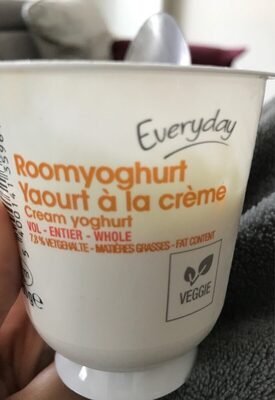 Everyday
Roomyoghurt
Yaourt à la crème
Cream yoghurt
VOL - ENTIER - WHOLE
7,8 % VETGEHALTE - MATIÈRES GRASSES - FAT CONTENT
VEGGIE